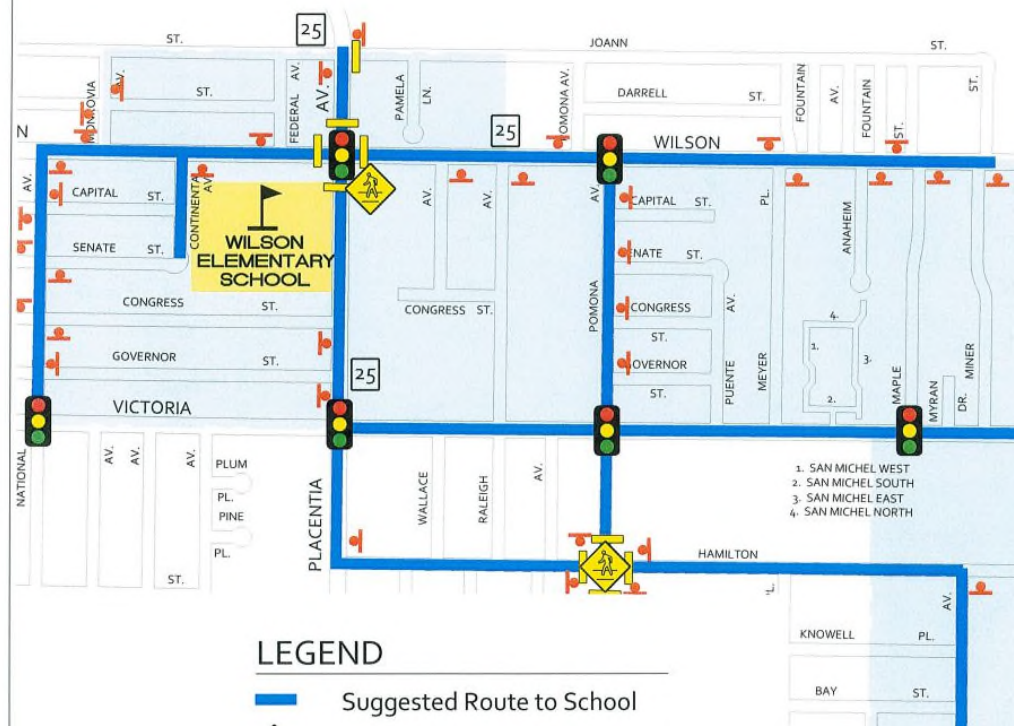 25
ST.
JOANN
ST.
MONROVIA
AV.
ST.
FEDERAL
AV.
AV.
PAMELA
LN.
25
POMONA AV.
DARRELL
ST.
FOUNTAIN
AV.
FOUNTAIN
ST.
ST.
N
WILSON
AV.
CAPITAL
ST.
CONTINENTAL
AV.
WILSON
ELEMENTARY
SCHOOL
SENATE
ST.
CONGRESS
ST.
GOVERNOR
ST.
VICTORIA
AV.
AV.
CONGRESS ST.
25
AV.
POMONA
CAPITAL
ST.
SENATE
ST.
CONGRESS
ST.
GOVERNOR
ST.
AV.
PUENTE
PL.
MEYER
ANAHEIM
4.
1.
3.
2.
MAPLE
MYRAN
DR.
MINER
NATIONAL
AV.
AV.
AV.
PLUM
PL.
PINE
PL.
ST.
PLACENTIA
WALLACE
RALEIGH
AV.
1. SAN MICHEL WEST
2. SAN MICHEL SOUTH
3. SAN MICHEL EAST
4. SAN MICHEL NORTH
HAMILTON
AV.
KNOWELL
PL.
BAY
ST.
LEGEND
Suggested Route to School